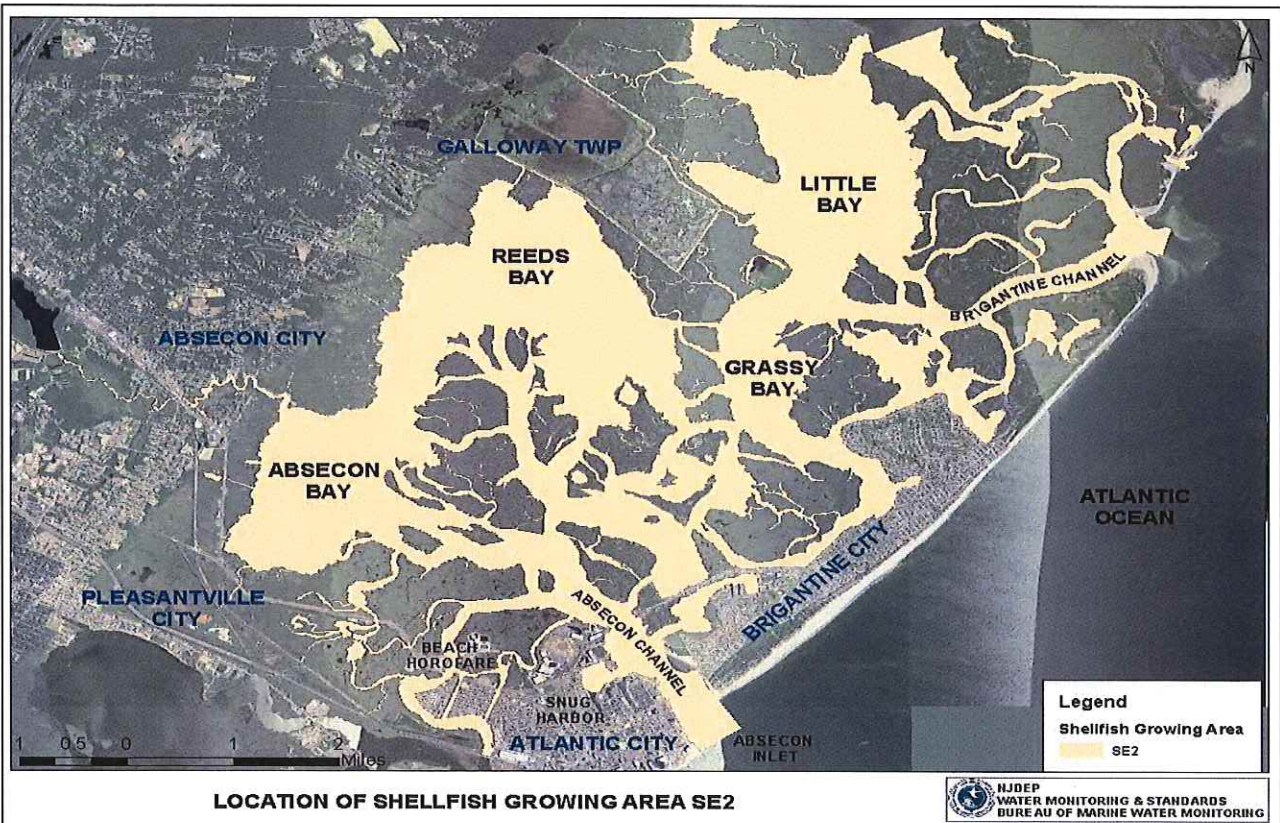 N
GALLOWAY TWP
LITTLE
BAY
REEDS
BAY
BRIGANTINE CHANNEL
ABSECON CITY
GRASSY
BAY
ABSECON
BAY
ATLANTIC
OCEAN
BRIGANTINE CITY
PLEASANTVILLE
CITY
ABSECON CHANNEL
BEACH
HOROFARE
SNUG
HARBOR
ATLANTIC CITY
ABSECON
INLET
1 0.5 0 1 2
Miles
Legend
Shellfish Growing Area
SE2
LOCATION OF SHELLFISH GROWING AREA SE2
NJDEP
WATER MONITORING & STANDARDS
BUREAU OF MARINE WATER MONITORING